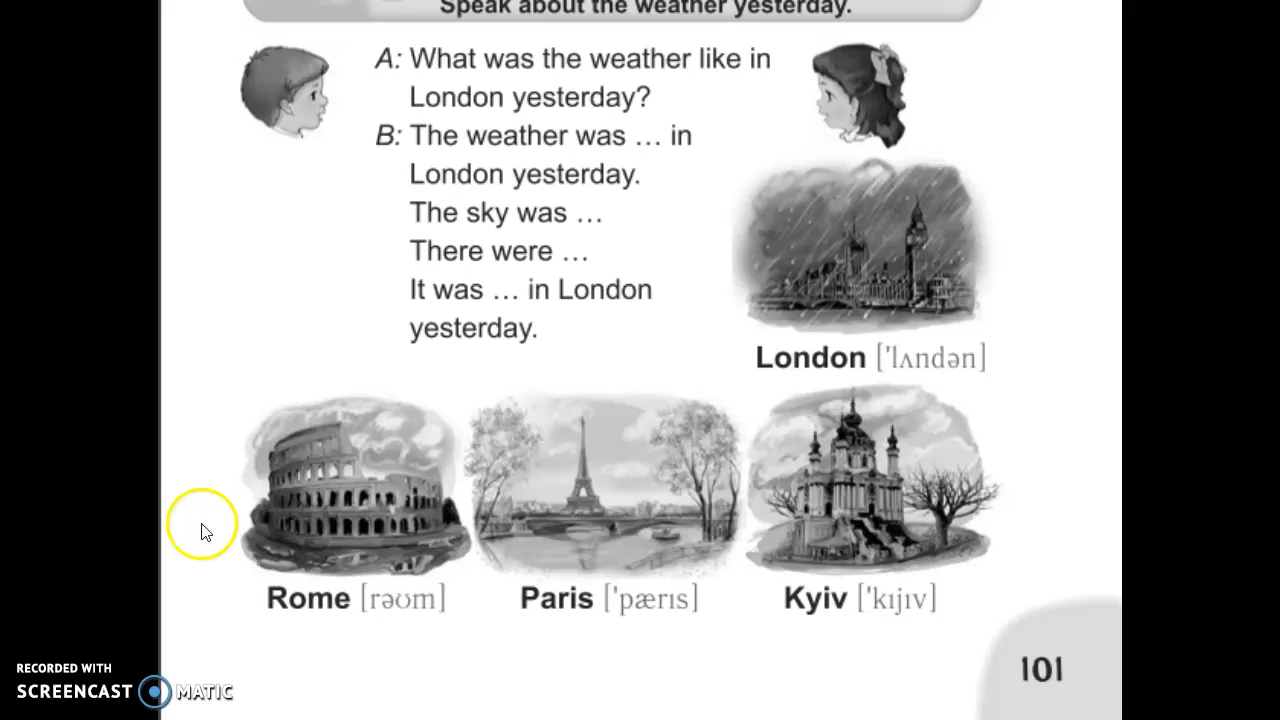 Speak about the weather yesterday.
A: What was the weather like in
London yesterday?
B: The weather was … in
London yesterday.
The sky was …
There were …
It was … in London
yesterday.
London ['lʌndən]
Rome [rəʊm]
Paris ['pærɪs]
Kyiv ['kɪjɪv]
101
RECORDED WITH
SCREENCAST MATIC